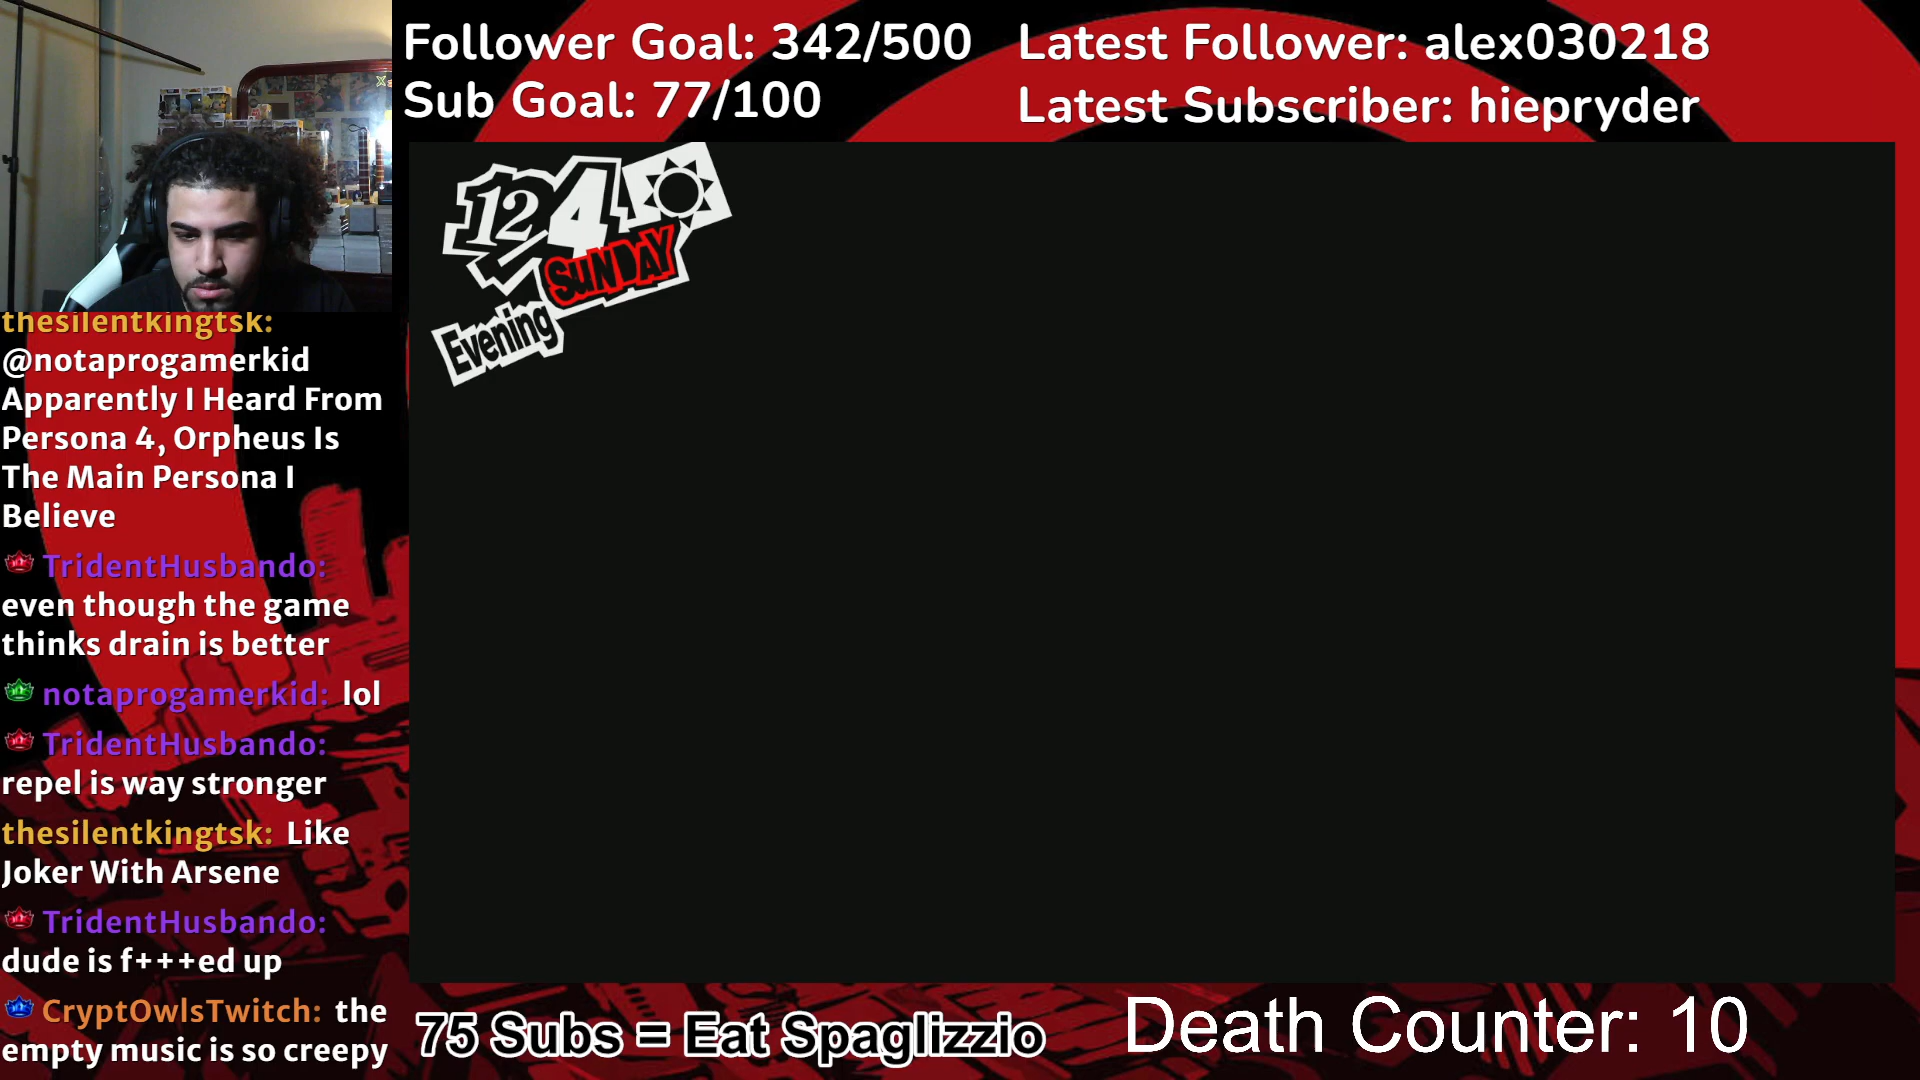 Follower Goal: 342/500
Sub Goal: 77/100
Latest Follower: alex030218
Latest Subscriber: hiepryder
12 4
SUNDAY
Evening
thesilentkingtsk:
@notaprogamerkid
Apparently I Heard From
Persona 4, Orpheus Is
The Main Persona I
Believe
TridentHusbando:
even though the game
thinks drain is better
notaprogamerkid: lol
TridentHusbando:
repel is way stronger
thesilentkingtsk: Like
Joker With Arsene
TridentHusbando:
dude is f+++ed up
CryptOwlsTwitch: the
empty music is so creepy
75 Subs = Eat Spaglizzio
Death Counter: 10